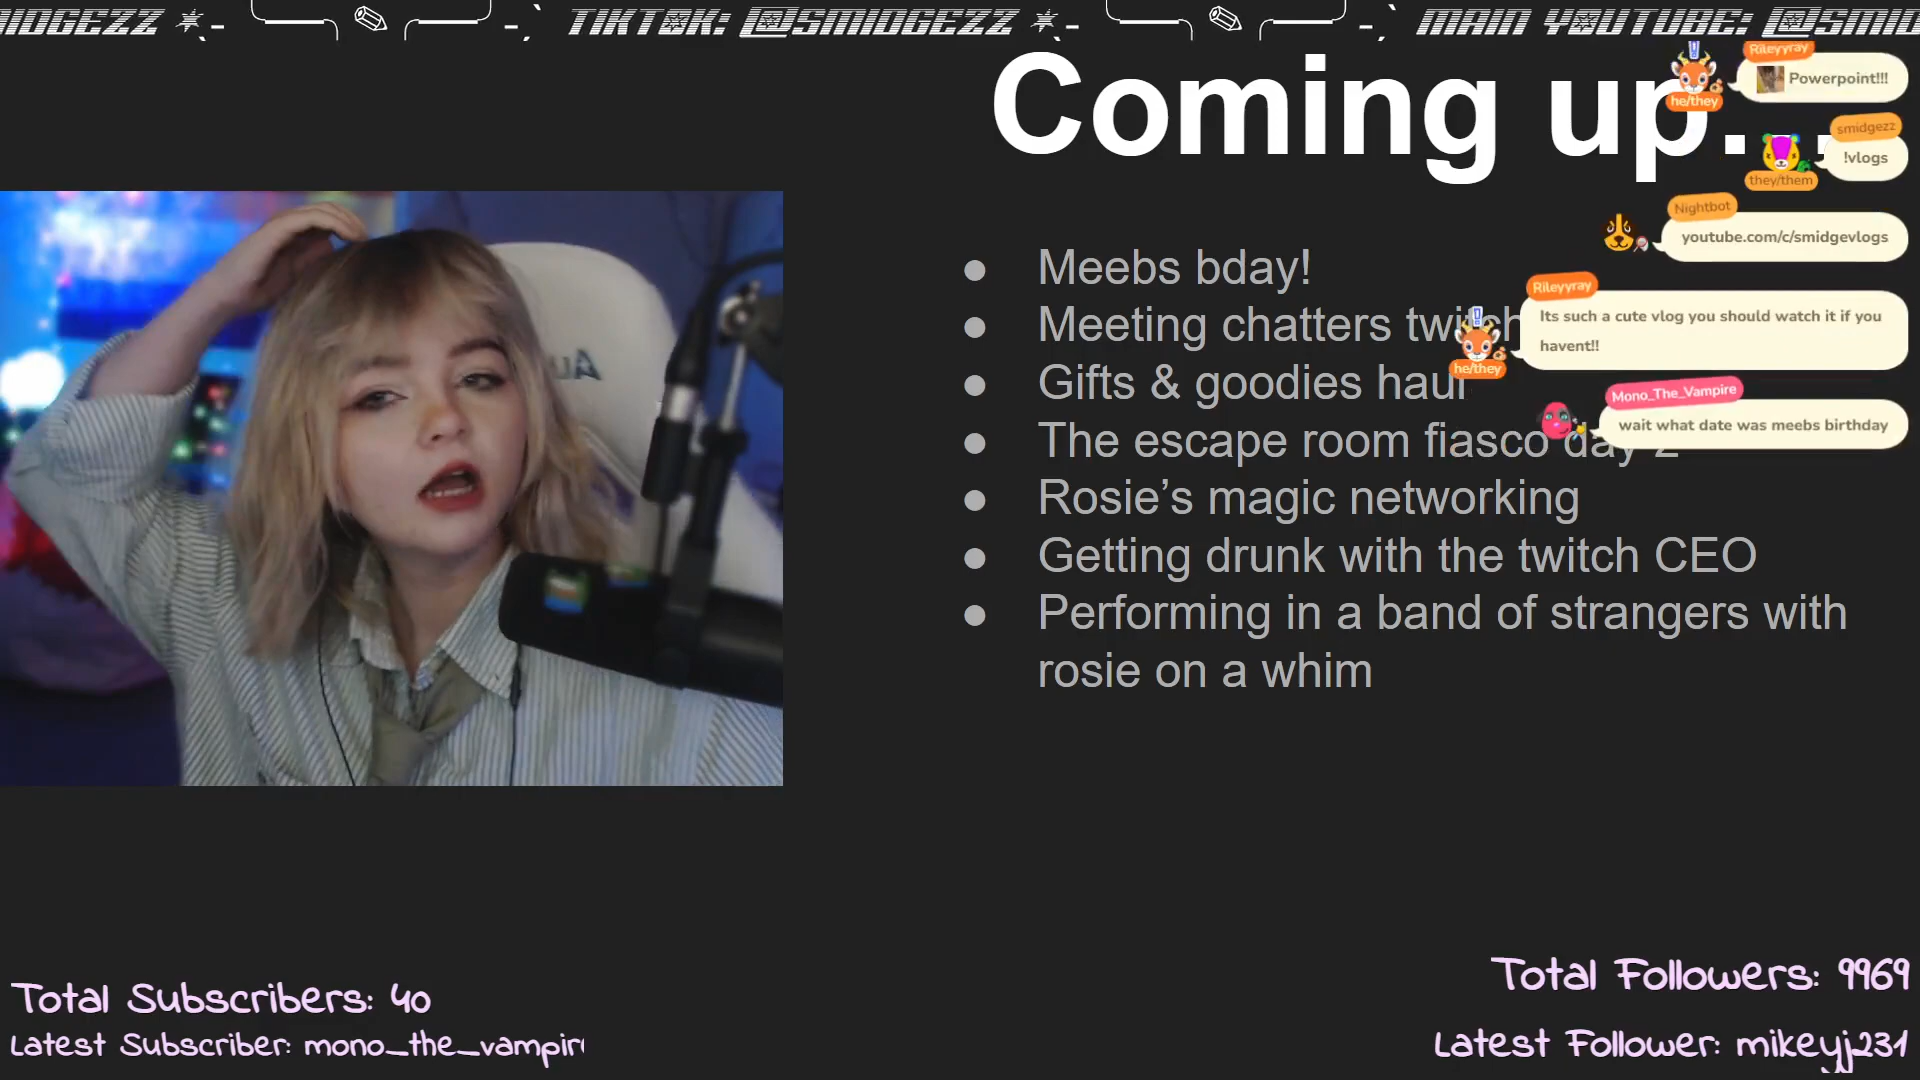 IDGEZZ
TIKTOK: @SMIDGEZZ
MAIN YOUTUBE: @SMID
Coming up...
Meebs bday!
Meeting chatters twitch
Gifts & goodies haul
The escape room fiasco day 2
Rosie’s magic networking
Getting drunk with the twitch CEO
Performing in a band of strangers with
rosie on a whim
Rileyyray
he/they
Powerpoint!!!
smidgezz
they/them
!vlogs
Nightbot
youtube.com/c/smidgevlogs
Rileyyray
he/they
Its such a cute vlog you should watch it if you
havent!!
Mono_The_Vampire
wait what date was meebs birthday
Total Subscribers: 40
Latest Subscriber: mono_the_vampir
Total Followers: 9969
Latest Follower: mikeyj231